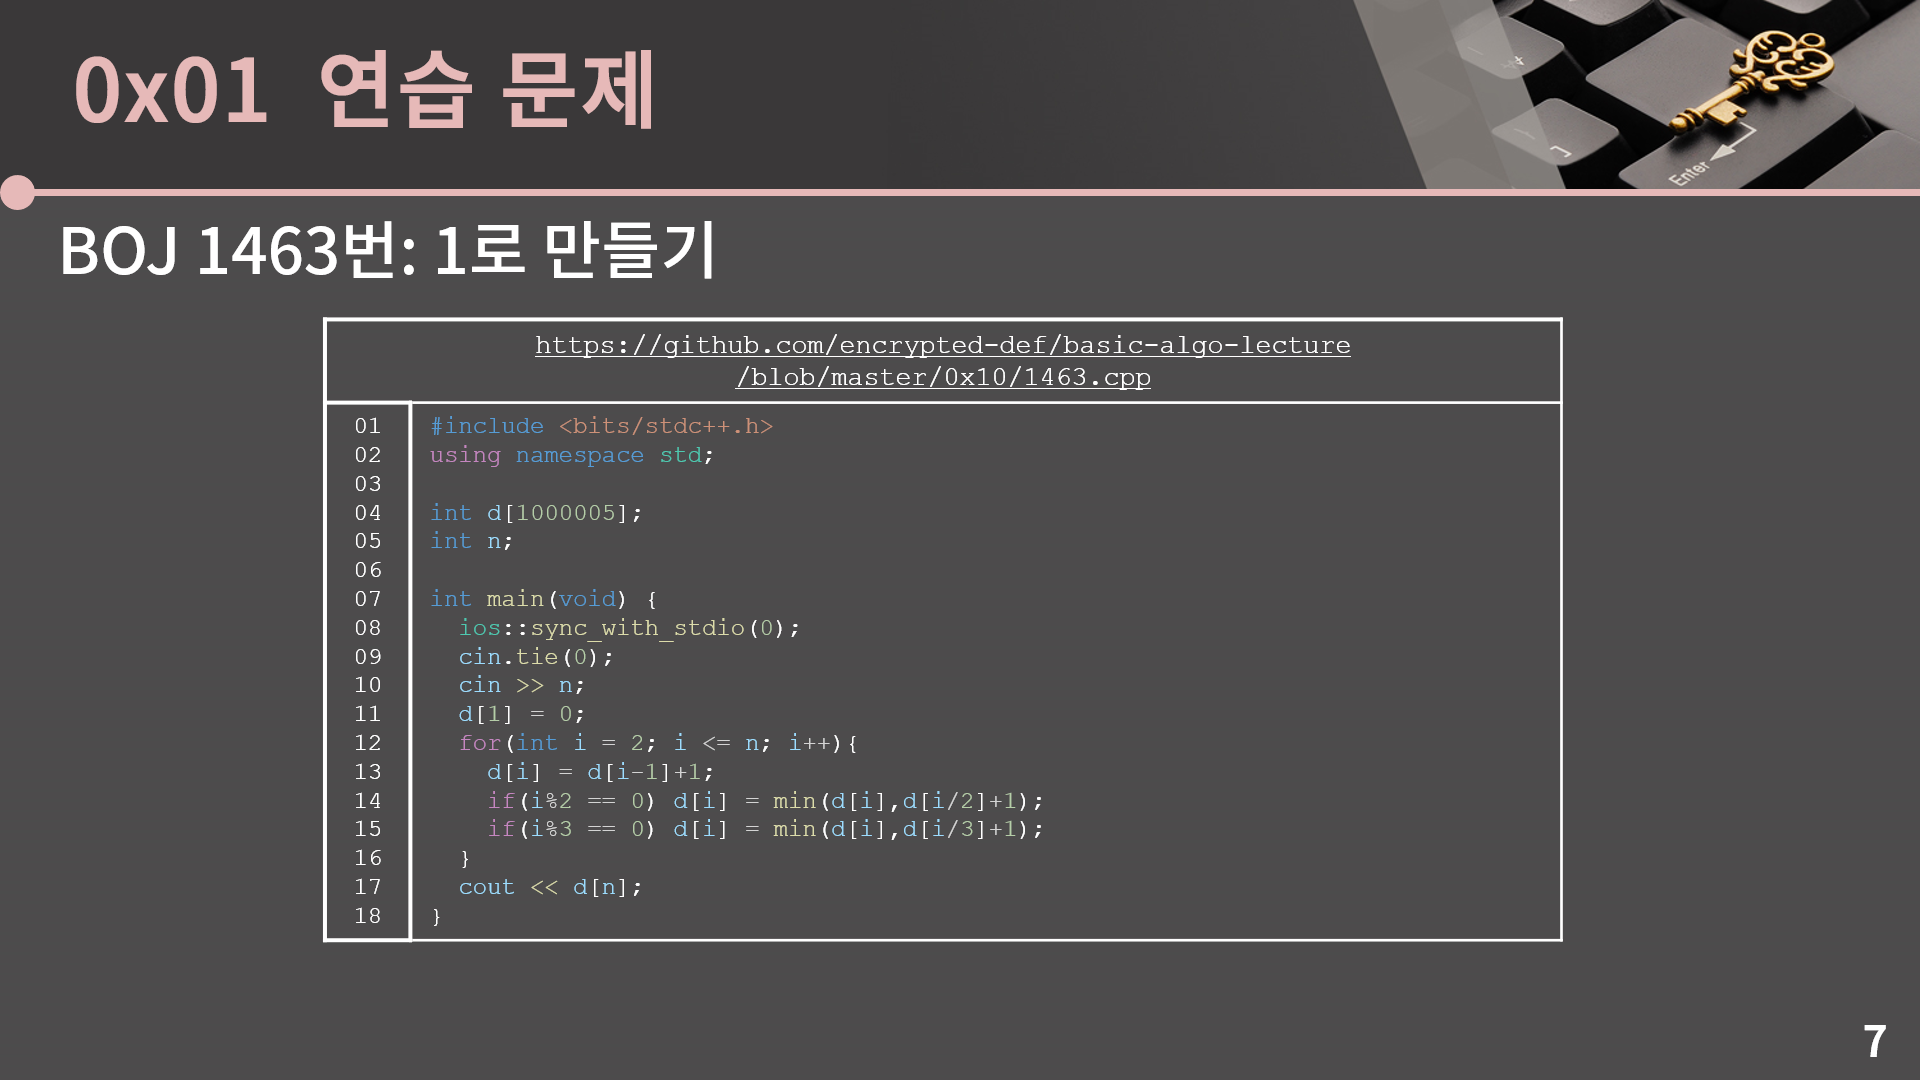 0x01 연습 문제
Enter
BOJ 1463번: 1로 만들기
https://github.com/encrypted-def/basic-algo-lecture
/blob/master/0x10/1463.cpp
01 #include <bits/stdc++.h>
02 using namespace std;
03
04 int d[1000005];
05 int n;
06
07 int main(void) {
08   ios::sync_with_stdio(0);
09   cin.tie(0);
10   cin >> n;
11   d[1] = 0;
12   for(int i = 2; i <= n; i++){
13     d[i] = d[i-1]+1;
14     if(i%2 == 0) d[i] = min(d[i],d[i/2]+1);
15     if(i%3 == 0) d[i] = min(d[i],d[i/3]+1);
16   }
17   cout << d[n];
18 }
7